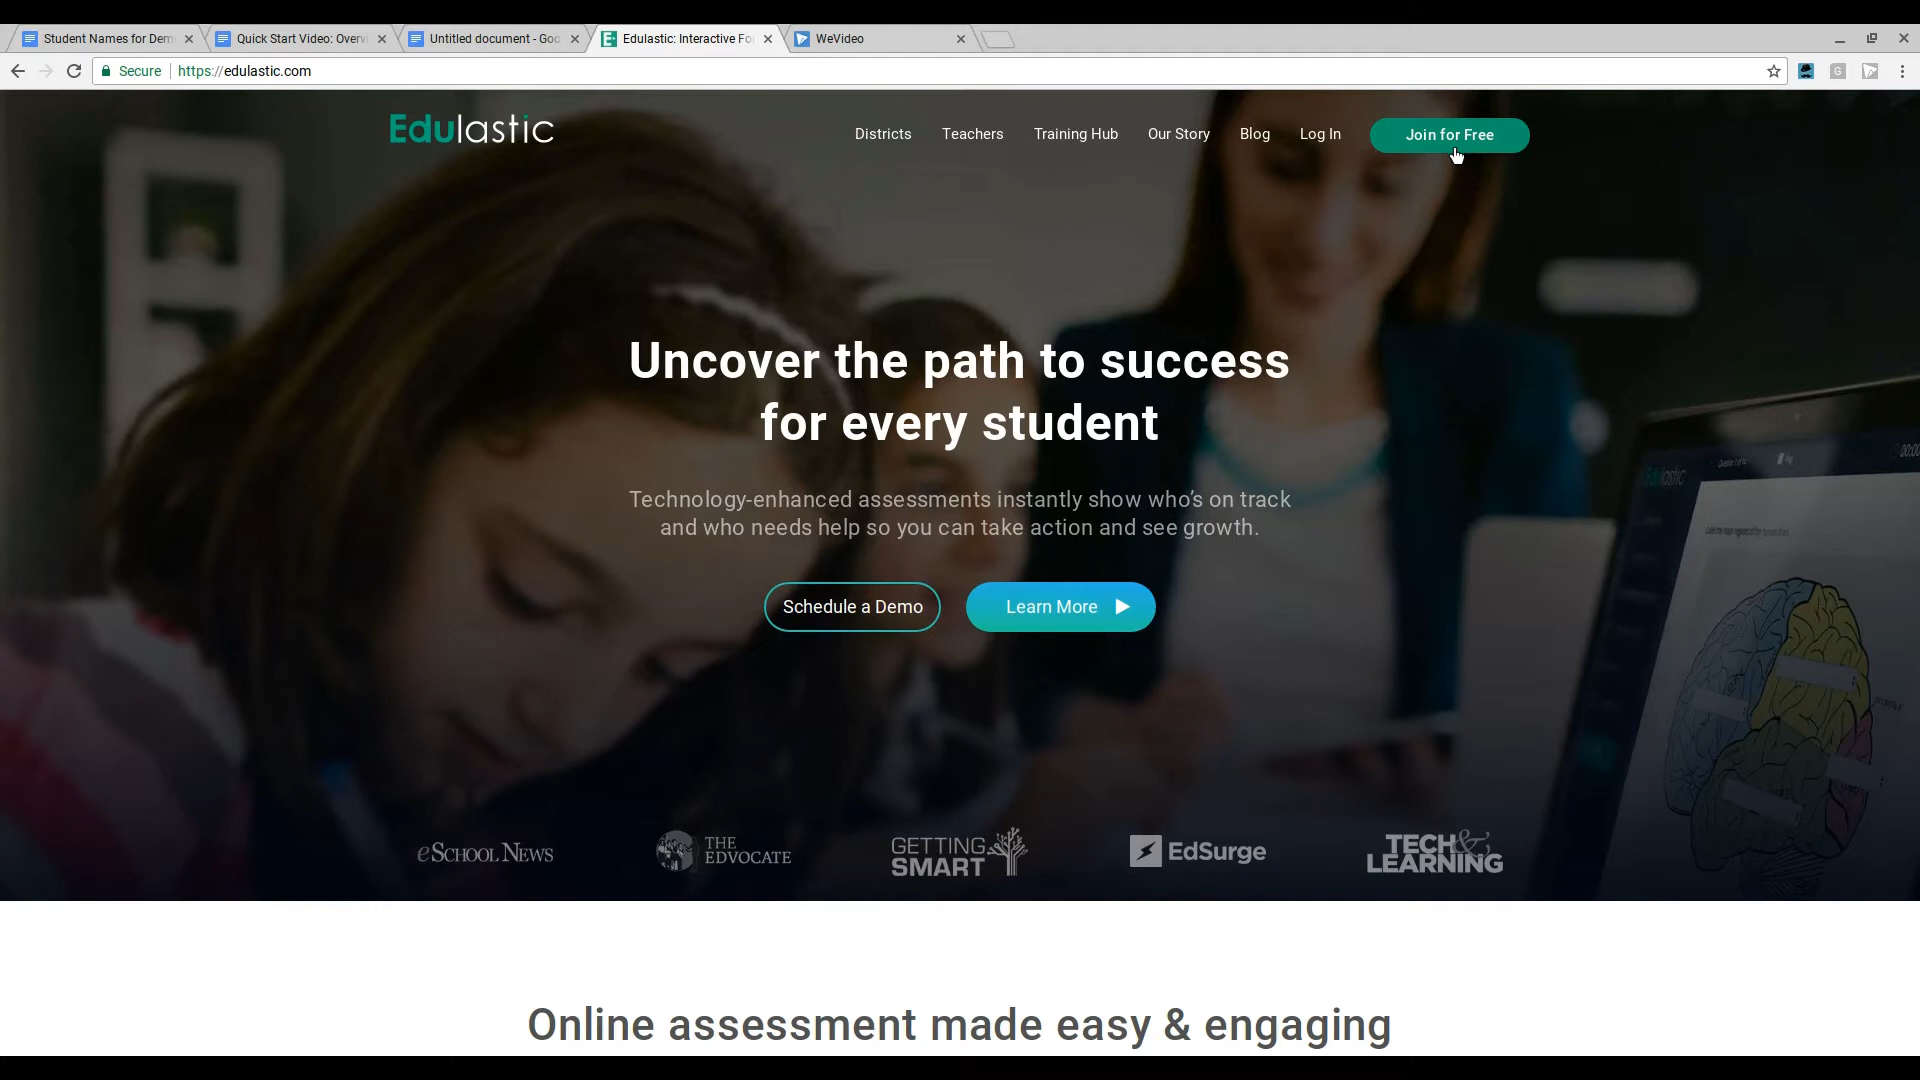 Student Names for Dem
Quick Start Video: Overv
Untitled document - Goo
Edulastic: Interactive Fo
WeVideo
Secure
https://edulastic.com
Edulastic
Districts
Teachers
Training Hub
Our Story
Blog
Log In
Join for Free
Uncover the path to success
for every student
Technology-enhanced assessments instantly show who's on track
and who needs help so you can take action and see growth.
Schedule a Demo
Learn More
eSCHOOL NEWS
THE
EDVOCATE
GETTING
SMART
EdSurge
TECH&
LEARNING
Online assessment made easy & engaging